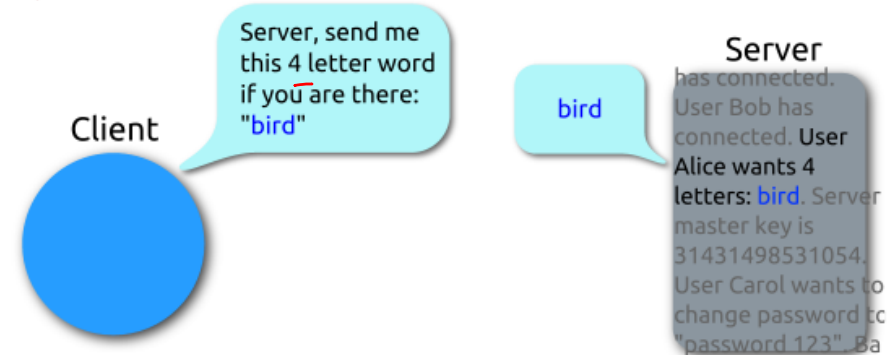 Client
Server, send me
this 4 letter word
if you are there:
"bird"
bird
Server
has connected.
User Bob has
connected. User
Alice wants 4
letters: bird. Server
master key is
31431498531054.
User Carol wants to
change password to
"password 123". Ba